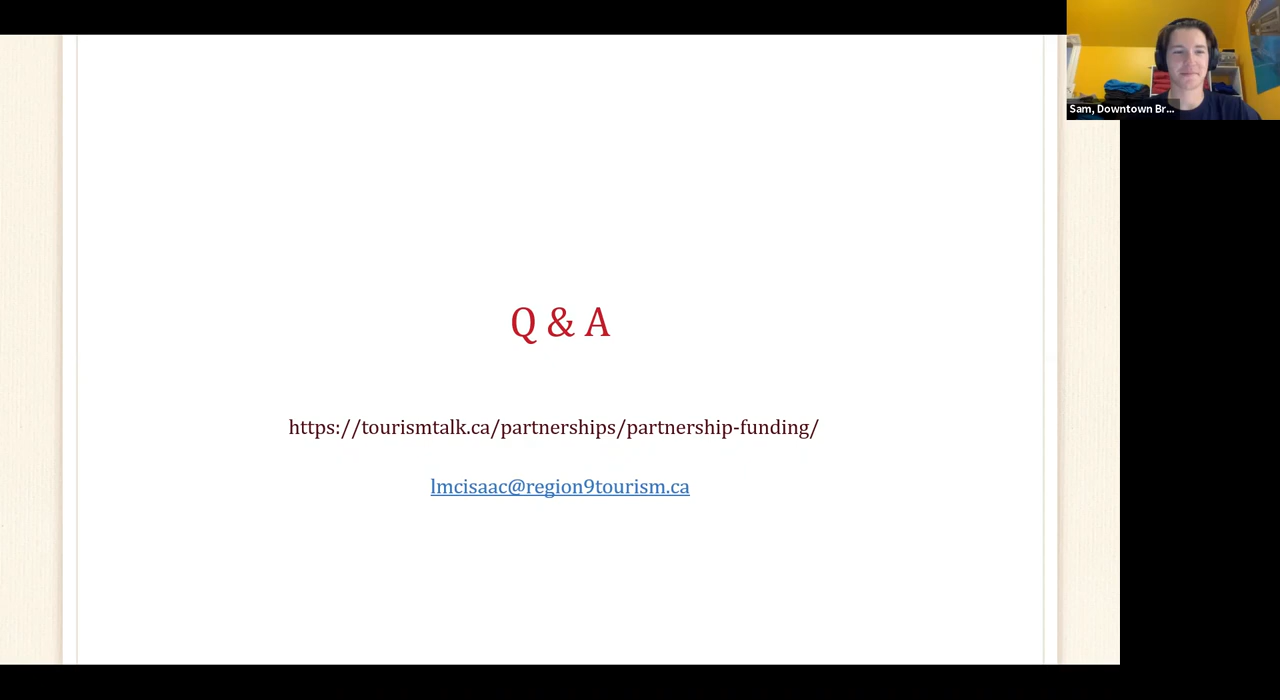 Sam, Downtown Br...
Q & A
https://tourismtalk.ca/partnerships/partnership-funding/
lmcisaac@region9tourism.ca